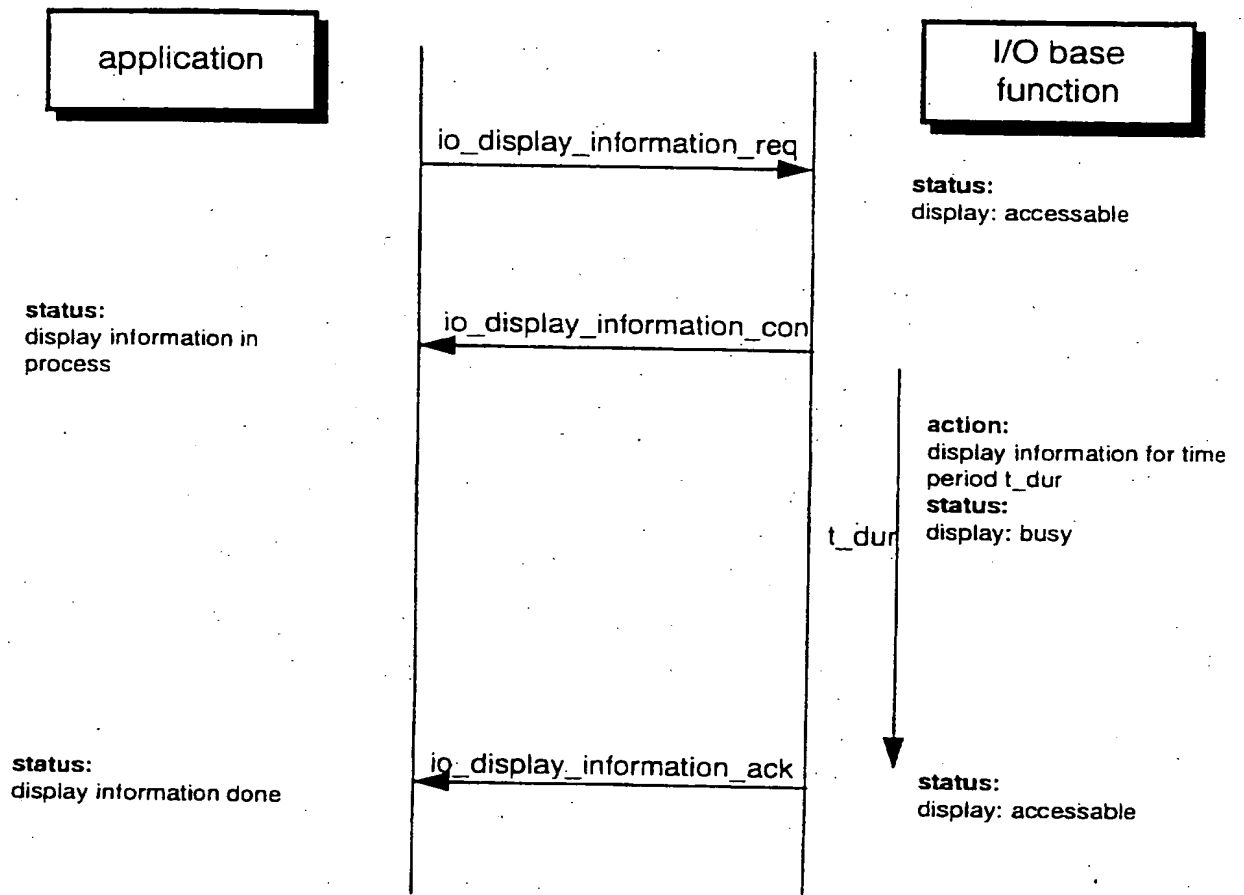 application
I/O base
function
io_display_information_req
status:
display: accessable
status:
display information in
process
io_display_information_con
action:
display information for time
period t_dur
status:
display: busy
t_dur
status:
display information done
io_display_information_ack
status:
display: accessable